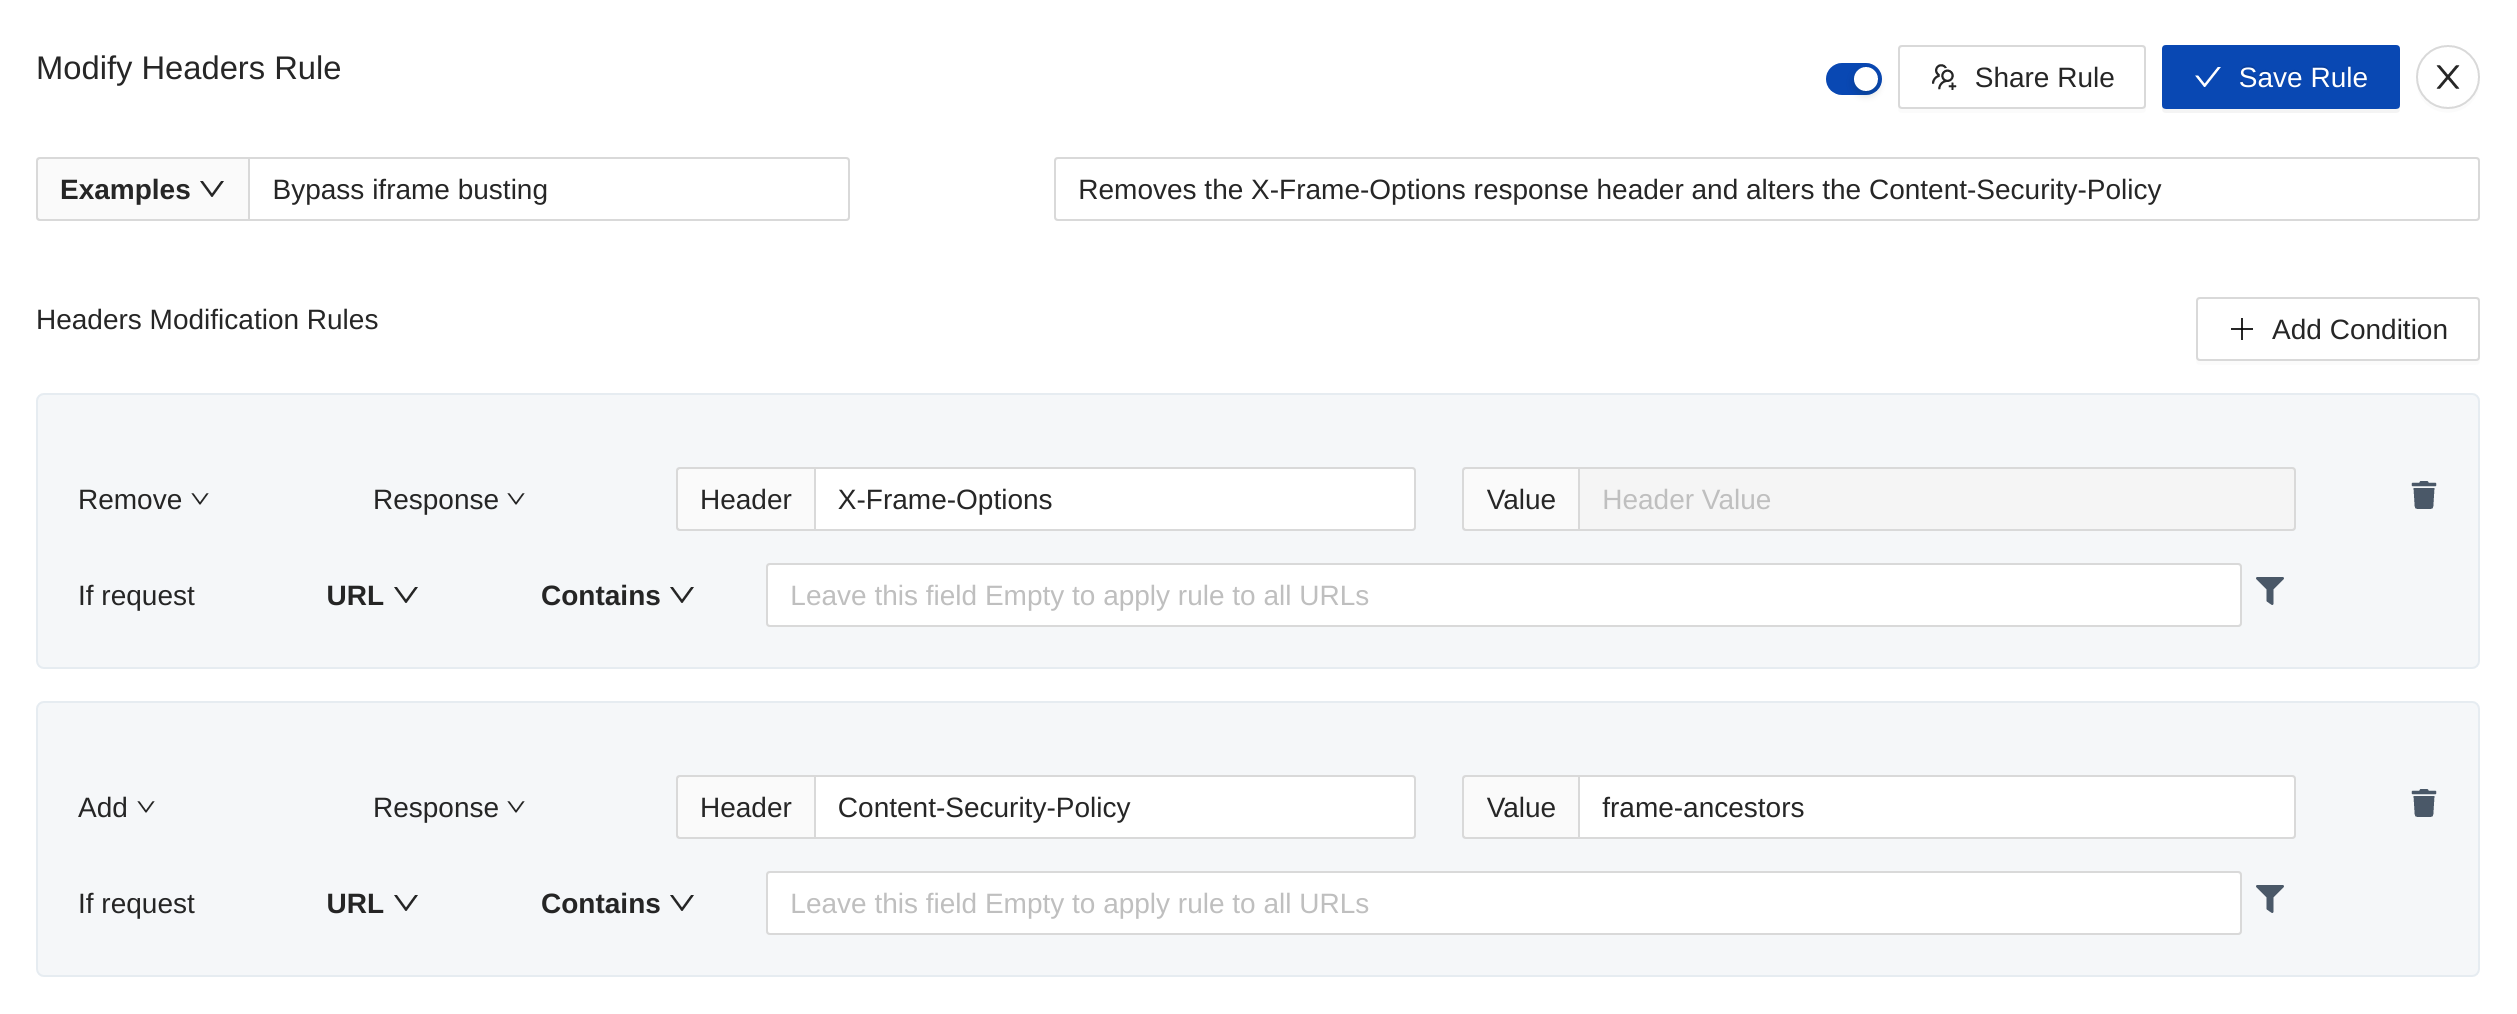 Modify Headers Rule
Share Rule
Save Rule
Examples
Bypass iframe busting
Removes the X-Frame-Options response header and alters the Content-Security-Policy
Headers Modification Rules
Add Condition
Remove
Response
Header
X-Frame-Options
Value
Header Value
If request
URL
Contains
Leave this field Empty to apply rule to all URLs
Add
Response
Header
Content-Security-Policy
Value
frame-ancestors
If request
URL
Contains
Leave this field Empty to apply rule to all URLs